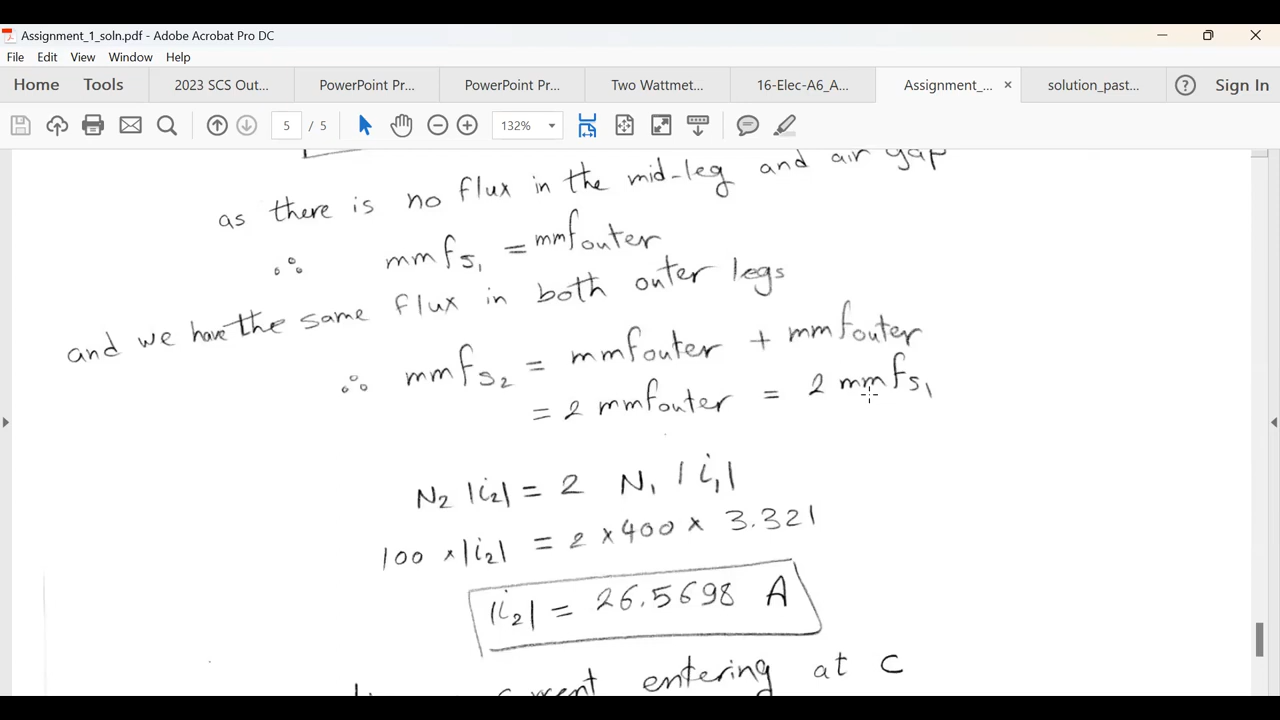 Assignment_1_soln.pdf - Adobe Acrobat Pro DC
File Edit View Window Help
Home Tools 2023 SCS Out... PowerPoint Pr... PowerPoint Pr... Two Wattmet... 16-Elec-A6_A... Assignment_... × solution_past... ? Sign In
5 / 5 132%
as there is no flux in the mid-leg and air gap
∴ mmfs₁ = mmfouter
and we have the same flux in both outer legs
∴ mmfs₂ = mmfouter + mmfouter
= 2 mmfouter = 2 mmfs₁
N₂ |i₂| = 2 N₁ |i₁|
100 × |i₂| = 2 × 400 × 3.321
|i₂| = 26.5698 A
current entering at C